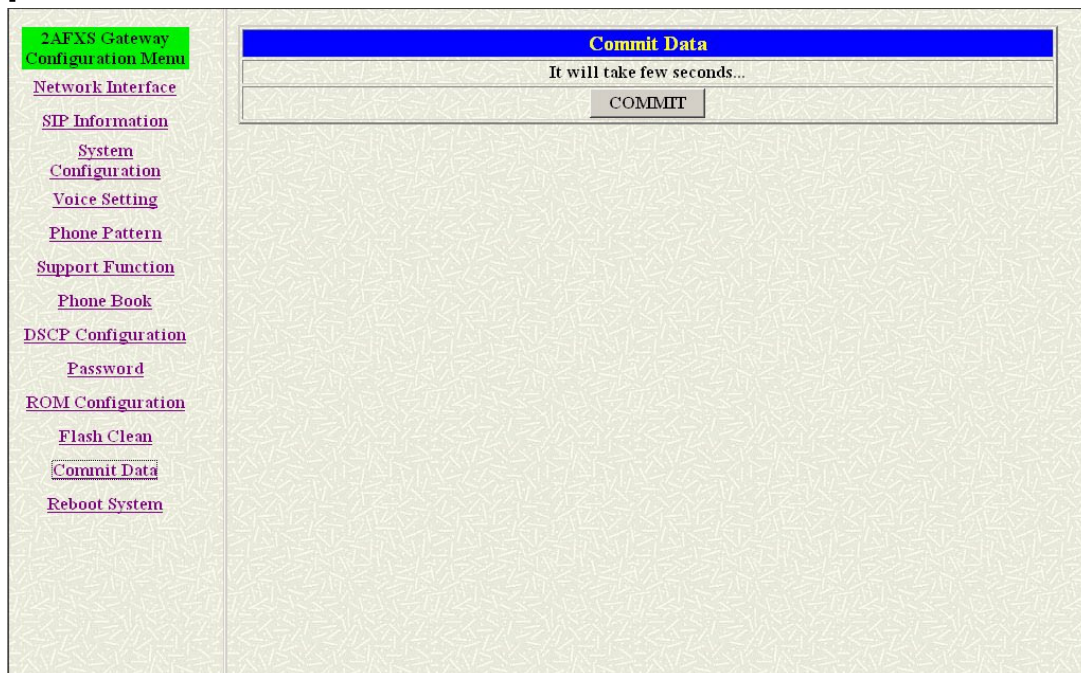 2AFXS Gateway
Configuration Menu
Network Interface
SIP Information
System
Configuration
Voice Setting
Phone Pattern
Support Function
Phone Book
DSCP Configuration
Password
ROM Configuration
Flash Clean
Commit Data
Reboot System
Commit Data
It will take few seconds...
COMMIT